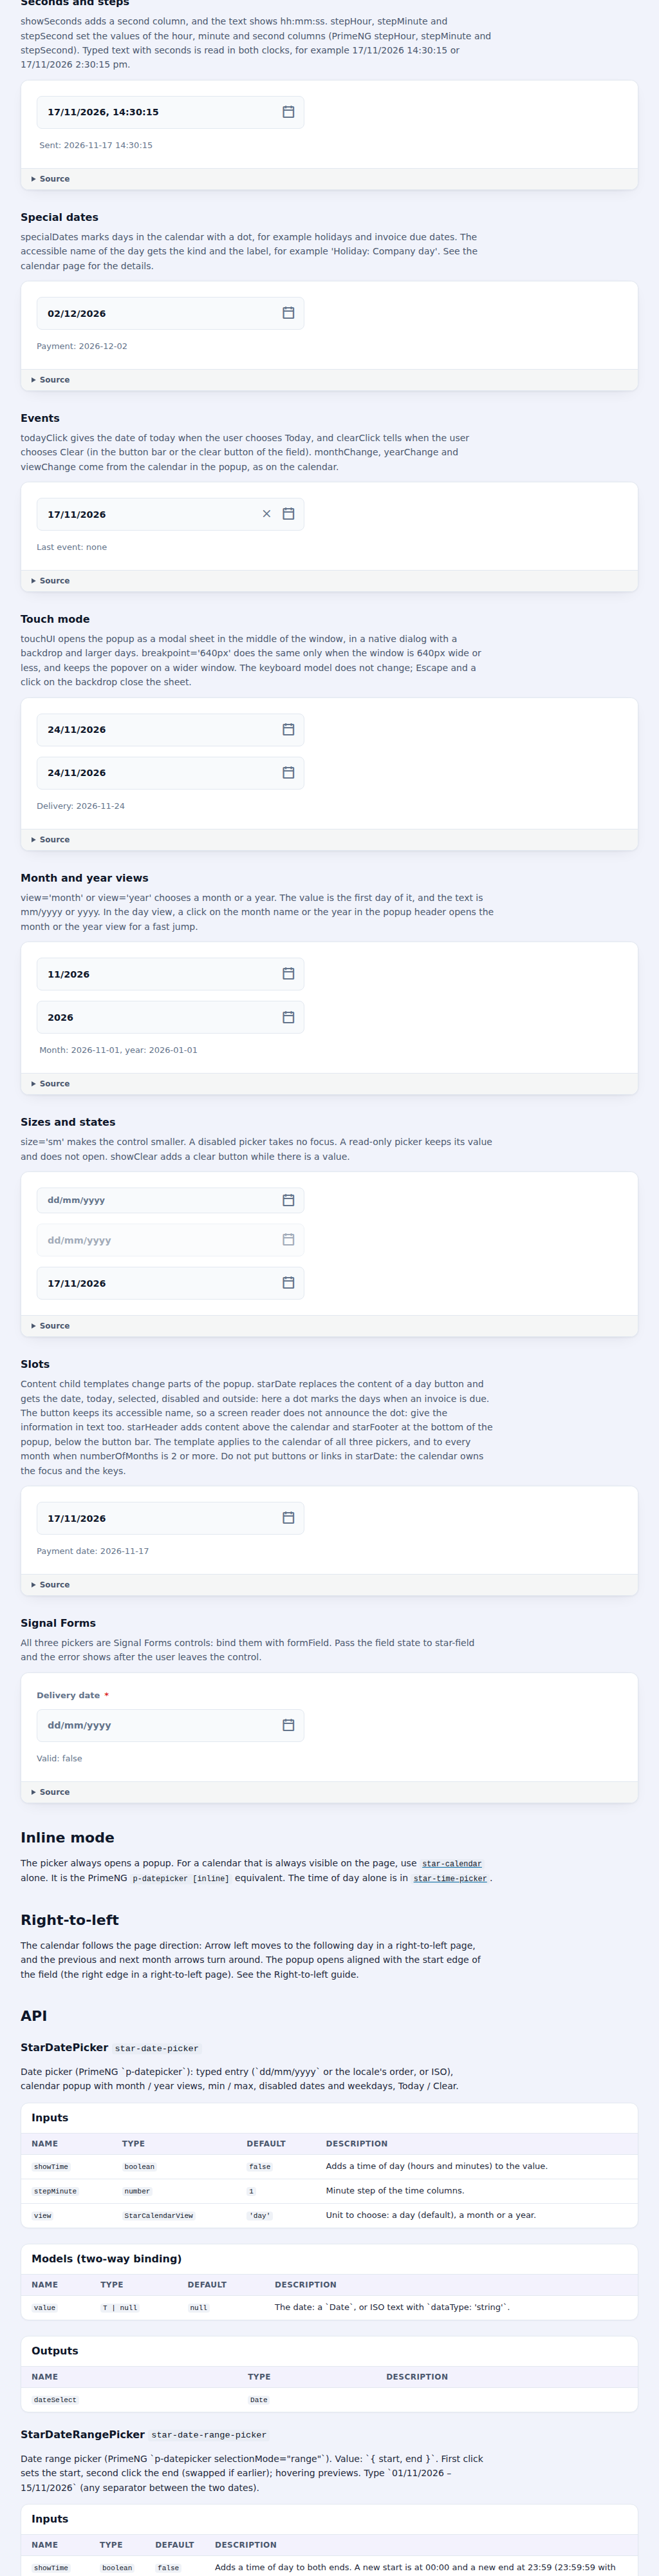 Seconds and steps
showSeconds adds a second column, and the text shows hh:mm:ss. stepHour, stepMinute and
stepSecond set the values of the hour, minute and second columns (PrimeNG stepHour, stepMinute and
stepSecond). Typed text with seconds is read in both clocks, for example 17/11/2026 14:30:15 or
17/11/2026 2:30:15 pm.
17/11/2026, 14:30:15
Sent: 2026-11-17 14:30:15
Source
Special dates
specialDates marks days in the calendar with a dot, for example holidays and invoice due dates. The
accessible name of the day gets the kind and the label, for example 'Holiday: Company day'. See the
calendar page for the details.
02/12/2026
Payment: 2026-12-02
Source
Events
todayClick gives the date of today when the user chooses Today, and clearClick tells when the user
chooses Clear (in the button bar or the clear button of the field). monthChange, yearChange and
viewChange come from the calendar in the popup, as on the calendar.
17/11/2026
Last event: none
Source
Touch mode
touchUI opens the popup as a modal sheet in the middle of the window, in a native dialog with a
backdrop and larger days. breakpoint='640px' does the same only when the window is 640px wide or
less, and keeps the popover on a wider window. The keyboard model does not change; Escape and a
click on the backdrop close the sheet.
24/11/2026
24/11/2026
Delivery: 2026-11-24
Source
Month and year views
view='month' or view='year' chooses a month or a year. The value is the first day of it, and the text is
mm/yyyy or yyyy. In the day view, a click on the month name or the year in the popup header opens the
month or the year view for a fast jump.
11/2026
2026
Month: 2026-11-01, year: 2026-01-01
Source
Sizes and states
size='sm' makes the control smaller. A disabled picker takes no focus. A read-only picker keeps its value
and does not open. showClear adds a clear button while there is a value.
dd/mm/yyyy
dd/mm/yyyy
17/11/2026
Source
Slots
Content child templates change parts of the popup. starDate replaces the content of a day button and
gets the date, today, selected, disabled and outside: here a dot marks the days when an invoice is due.
The button keeps its accessible name, so a screen reader does not announce the dot: give the
information in text too. starHeader adds content above the calendar and starFooter at the bottom of the
popup, below the button bar. The template applies to the calendar of all three pickers, and to every
month when numberOfMonths is 2 or more. Do not put buttons or links in starDate: the calendar owns
the focus and the keys.
17/11/2026
Payment date: 2026-11-17
Source
Signal Forms
All three pickers are Signal Forms controls: bind them with formField. Pass the field state to star-field
and the error shows after the user leaves the control.
Delivery date *
dd/mm/yyyy
Valid: false
Source
Inline mode
The picker always opens a popup. For a calendar that is always visible on the page, use star-calendar
alone. It is the PrimeNG p-datepicker [inline] equivalent. The time of day alone is in star-time-picker.
Right-to-left
The calendar follows the page direction: Arrow left moves to the following day in a right-to-left page,
and the previous and next month arrows turn around. The popup opens aligned with the start edge of
the field (the right edge in a right-to-left page). See the Right-to-left guide.
API
StarDatePicker star-date-picker
Date picker (PrimeNG `p-datepicker`): typed entry (`dd/mm/yyyy` or the locale's order, or ISO),
calendar popup with month / year views, min / max, disabled dates and weekdays, Today / Clear.
Inputs
NAME TYPE DEFAULT DESCRIPTION
showTime boolean false Adds a time of day (hours and minutes) to the value.
stepMinute number 1 Minute step of the time columns.
view StarCalendarView 'day' Unit to choose: a day (default), a month or a year.
Models (two-way binding)
NAME TYPE DEFAULT DESCRIPTION
value T | null null The date: a `Date`, or ISO text with `dataType: 'string'`.
Outputs
NAME TYPE DESCRIPTION
dateSelect Date
StarDateRangePicker star-date-range-picker
Date range picker (PrimeNG `p-datepicker selectionMode="range"`). Value: `{ start, end }`. First click
sets the start, second click the end (swapped if earlier); hovering previews. Type `01/11/2026 –
15/11/2026` (any separator between the two dates).
Inputs
NAME TYPE DEFAULT DESCRIPTION
showTime boolean false Adds a time of day to both ends. A new start is at 00:00 and a new end at 23:59 (23:59:59 with